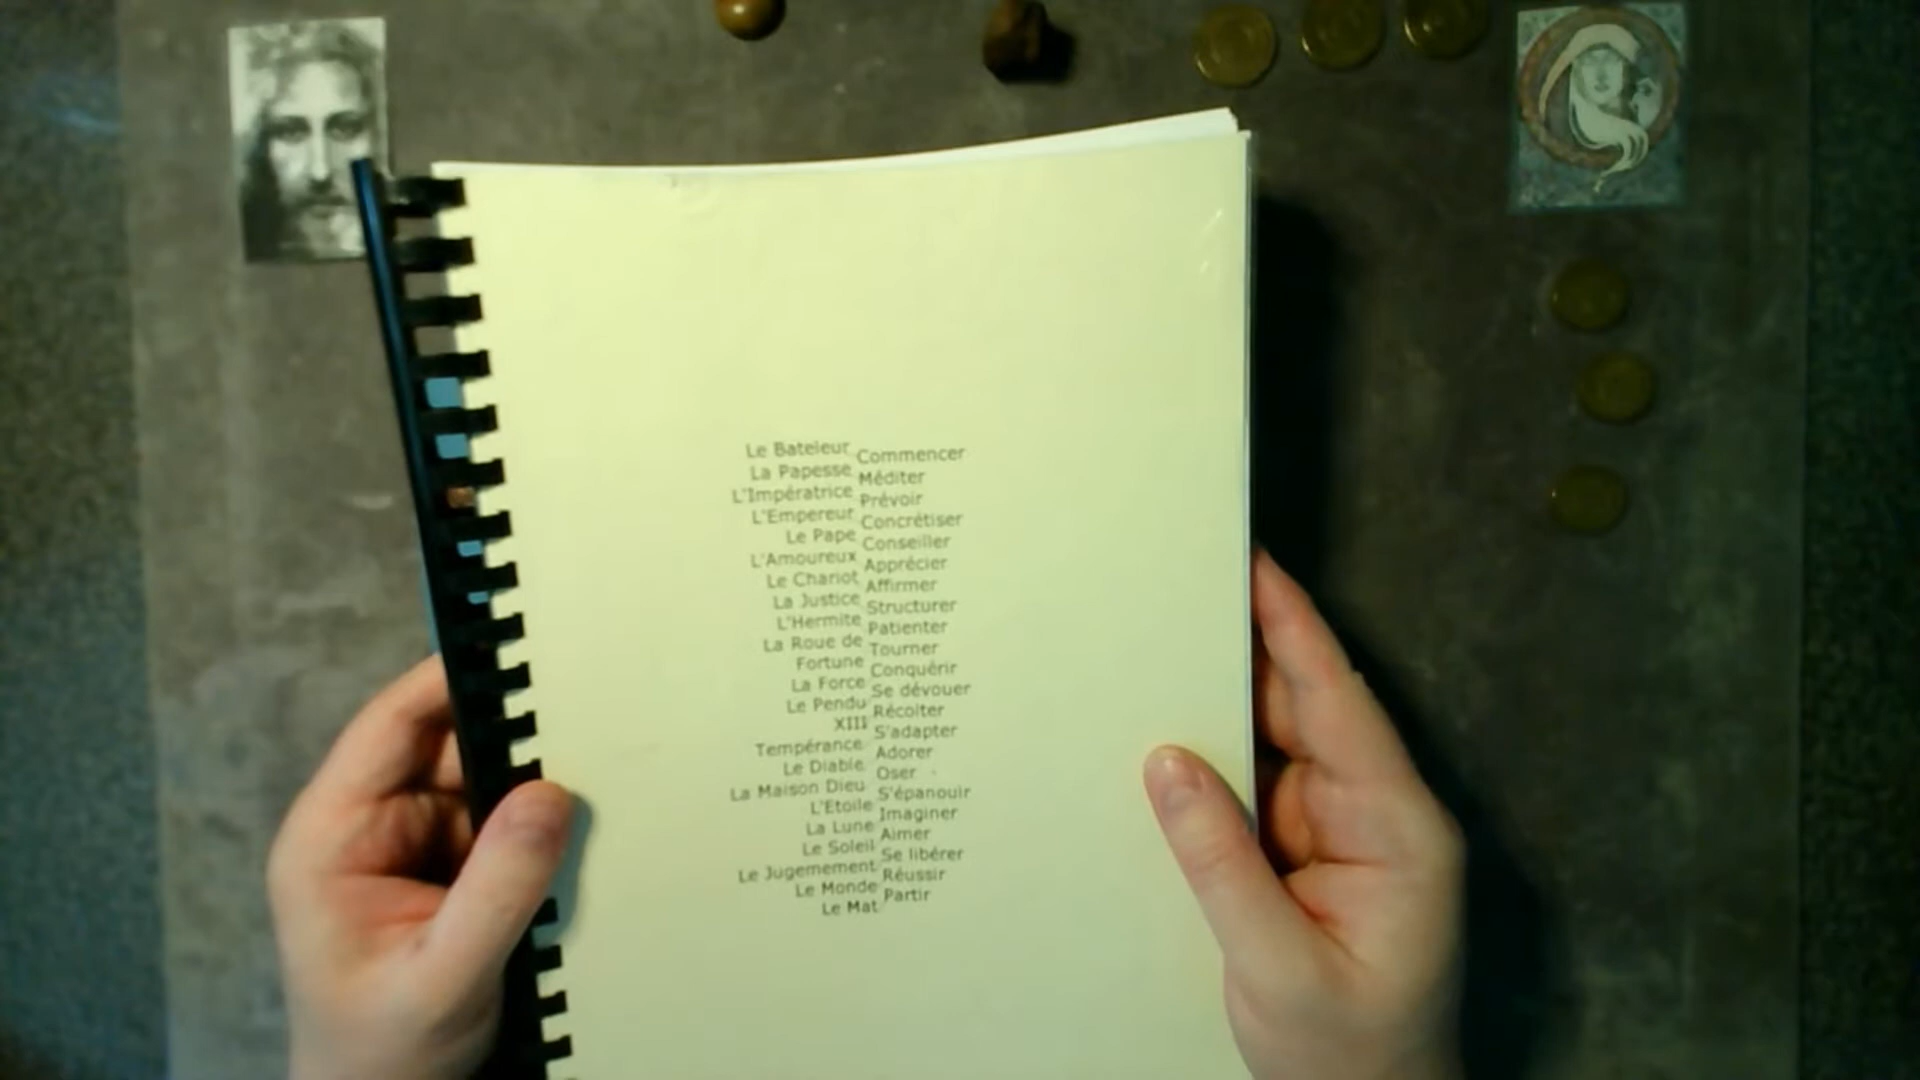 Le Bateleur Commencer
La Papesse Méditer
L'Impératrice Prévoir
L'Empereur Concrétiser
Le Pape Conseiller
L'Amoureux Apprécier
Le Chariot Affirmer
La Justice Structurer
L'Hermite Patienter
La Roue de Tourner
Fortune Conquérir
La Force Se dévouer
Le Pendu Récolter
XIII S'adapter
Tempérance Adorer
Le Diable Oser
La Maison Dieu S'épanouir
L'Etoile Imaginer
La Lune Aimer
Le Soleil Se libérer
Le Jugemement Réussir
Le Monde Partir
Le Mat